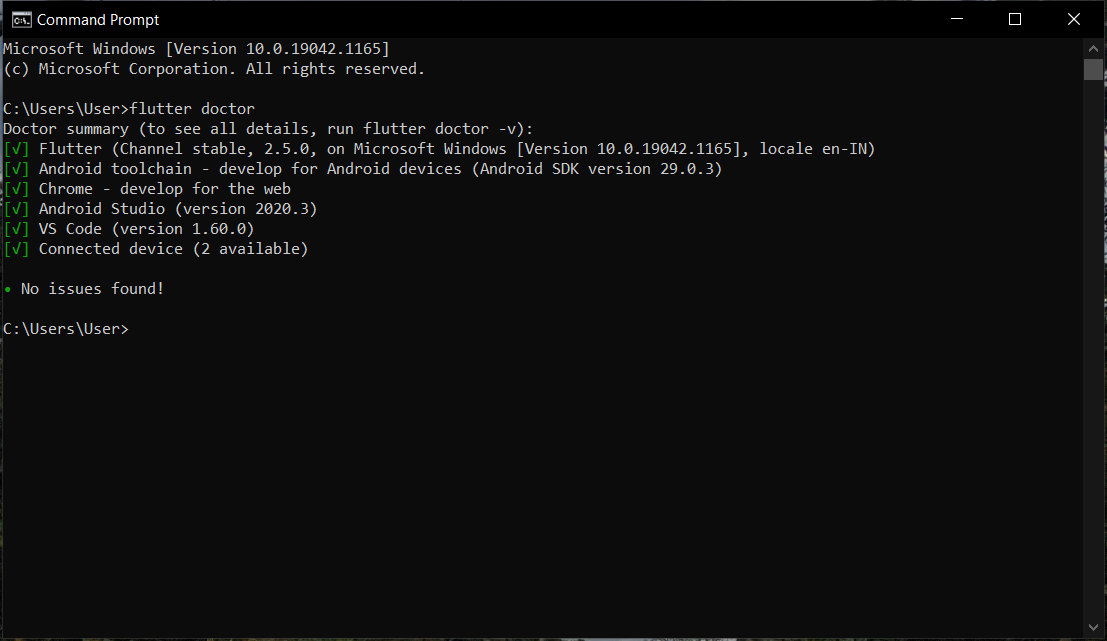 Command Prompt
Microsoft Windows [Version 10.0.19042.1165]
(c) Microsoft Corporation. All rights reserved.
C:\Users\User>flutter doctor
Doctor summary (to see all details, run flutter doctor -v):
[√] Flutter (Channel stable, 2.5.0, on Microsoft Windows [Version 10.0.19042.1165], locale en-IN)
[√] Android toolchain - develop for Android devices (Android SDK version 29.0.3)
[√] Chrome - develop for the web
[√] Android Studio (version 2020.3)
[√] VS Code (version 1.60.0)
[√] Connected device (2 available)
• No issues found!
C:\Users\User>